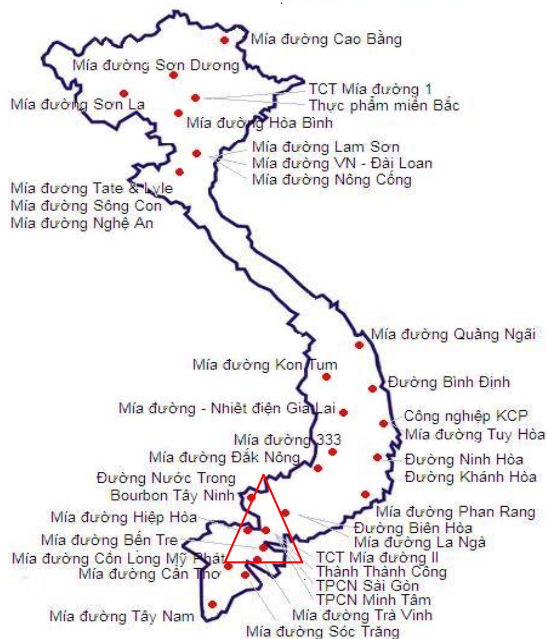 Mía đường Cao Bằng
Mía đường Sơn Dương
TCT Mía đường 1
Mía đường Sơn La
Thực phẩm miền Bắc
Mía đường Hòa Bình
Mía đường Lam Sơn
Mía đường VN - Đài Loan
Mía đường Nông Cống
Mía đường Tate & Lyle
Mía đường Sông Con
Mía đường Nghệ An
Mía đường Quảng Ngãi
Mía đường Kon Tum
Đường Bình Định
Mía đường - Nhiêt điện Gia Lai
Công nghiệp KCP
Mía đường Tuy Hòa
Mía đường 333
Mía đường Đắk Nông
Đường Ninh Hòa
Đường Khánh Hòa
Đường Nước Trong
Bourbon Tây Ninh
Mía đường Phan Rang
Mía đường Hiệp Hòa
Đường Biên Hòa
Mía đường La Ngà
Mía đường Bến Tre
TCT Mía đường II
Mía đường Cồn Long Mỹ Phát
Thành Thành Công
Mía đường Cần Thơ
TPCN Sài Gòn
TPCN Minh Tâm
Mía đường Trà Vinh
Mía đường Tây Nam
Mía đường Sóc Trăng